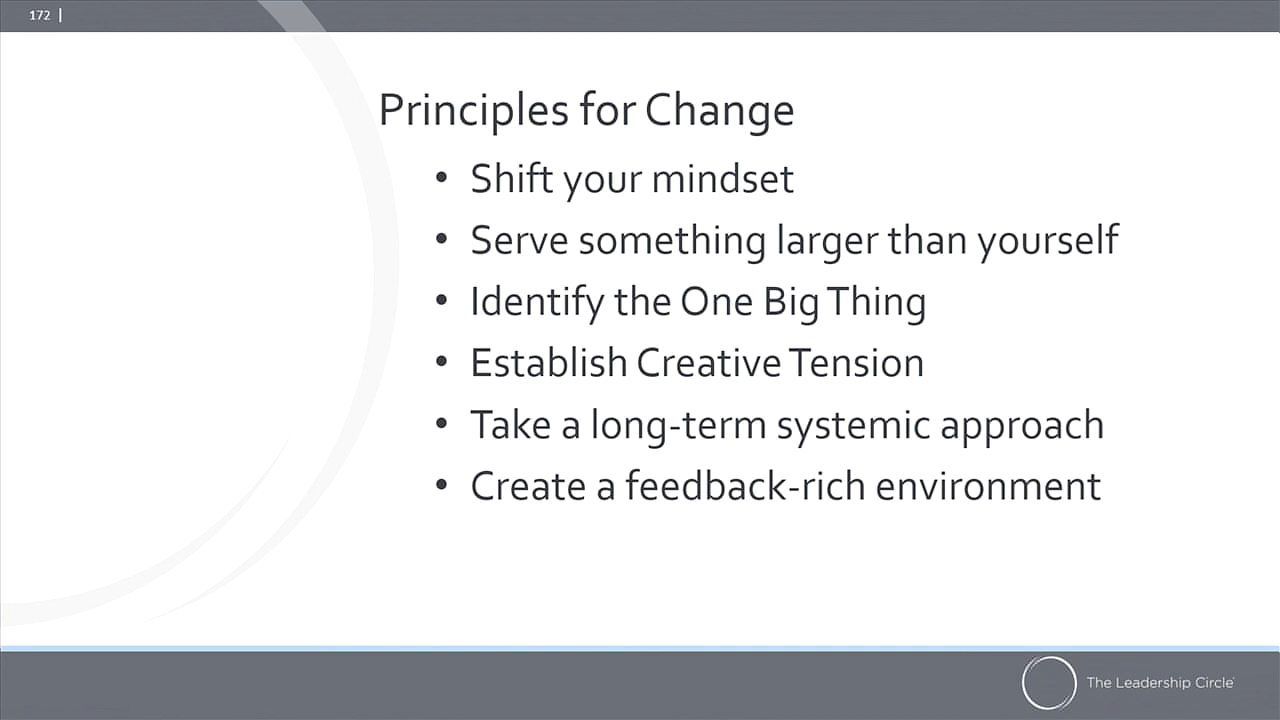 172 |
Principles for Change
• Shift your mindset
• Serve something larger than yourself
• Identify the One Big Thing
• Establish Creative Tension
• Take a long-term systemic approach
• Create a feedback-rich environment
The Leadership Circle